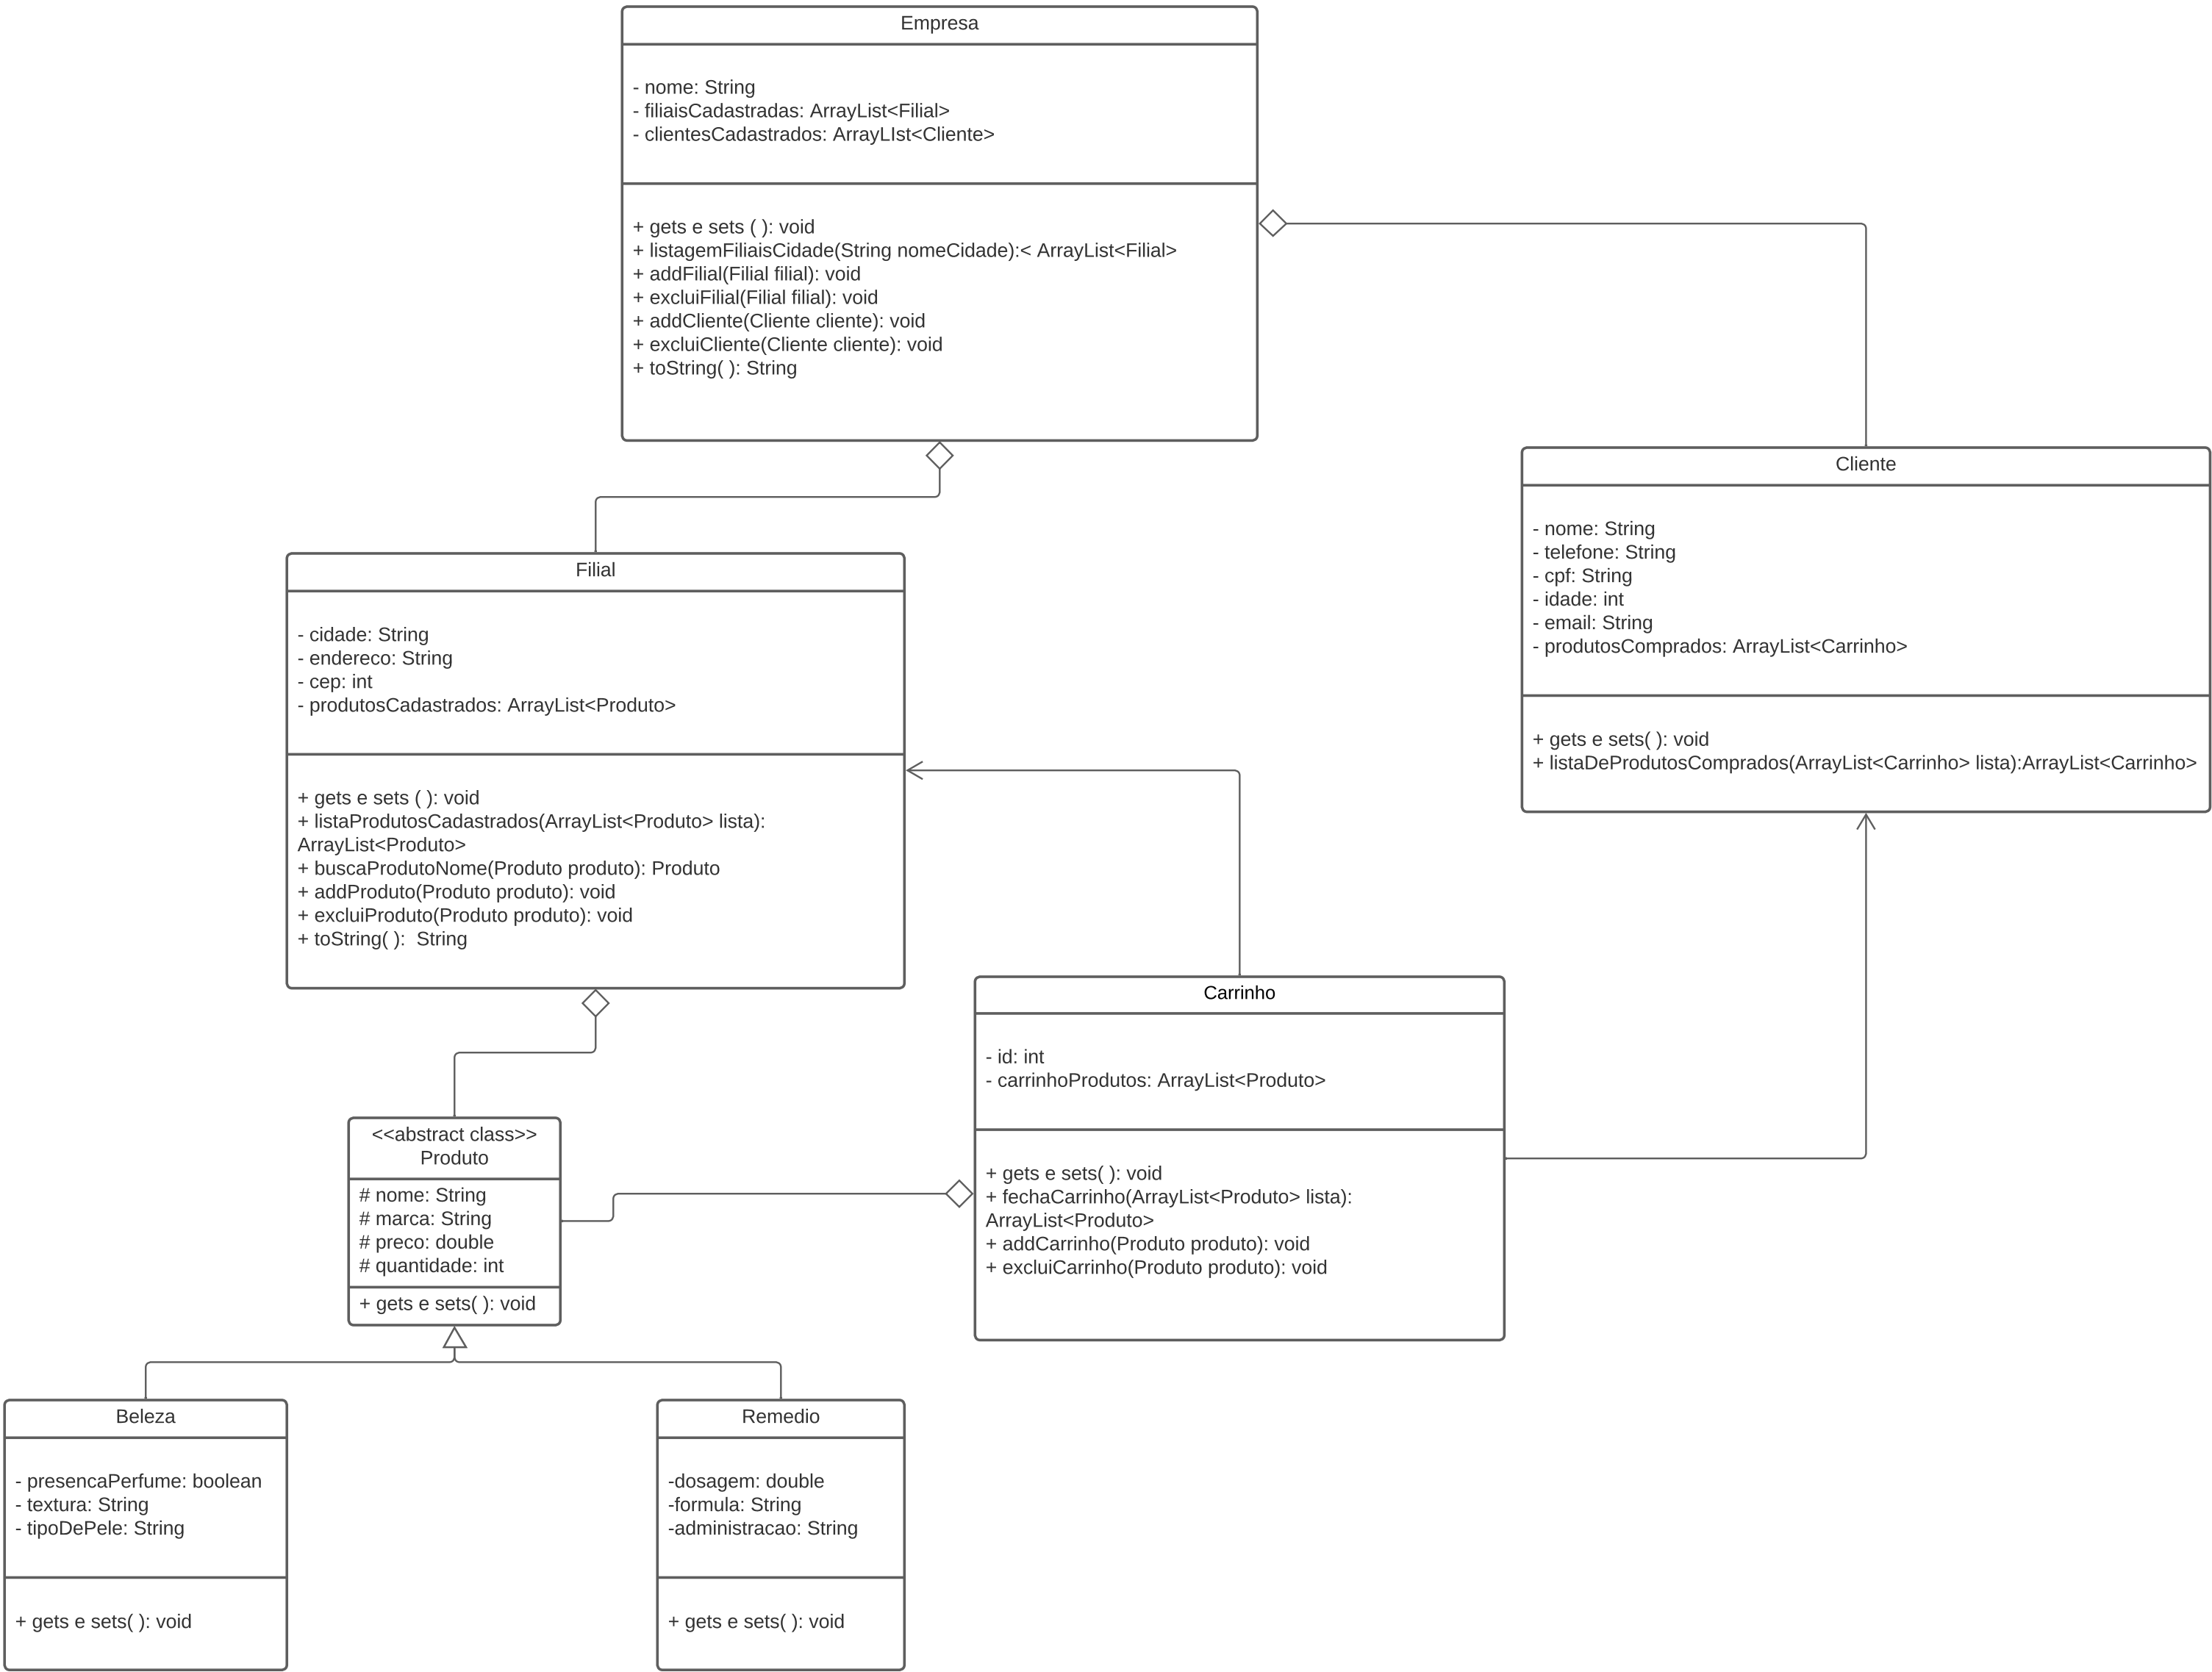 Empresa
- nome: String
- filiaisCadastradas: ArrayList<Filial>
- clientesCadastrados: ArrayLIst<Cliente>
+ gets e sets ( ): void
+ listagemFiliaisCidade(String nomeCidade):< ArrayList<Filial>
+ addFilial(Filial filial): void
+ excluiFilial(Filial filial): void
+ addCliente(Cliente cliente): void
+ excluiCliente(Cliente cliente): void
+ toString( ): String
Cliente
- nome: String
- telefone: String
- cpf: String
- idade: int
- email: String
- produtosComprados: ArrayList<Carrinho>
+ gets e sets( ): void
+ listaDeProdutosComprados(ArrayList<Carrinho> lista):ArrayList<Carrinho>
Filial
- cidade: String
- endereco: String
- cep: int
- produtosCadastrados: ArrayList<Produto>
+ gets e sets ( ): void
+ listaProdutosCadastrados(ArrayList<Produto> lista):
ArrayList<Produto>
+ buscaProdutoNome(Produto produto): Produto
+ addProduto(Produto produto): void
+ excluiProduto(Produto produto): void
+ toString( ):  String
Carrinho
- id: int
- carrinhoProdutos: ArrayList<Produto>
+ gets e sets( ): void
+ fechaCarrinho(ArrayList<Produto> lista):
ArrayList<Produto>
+ addCarrinho(Produto produto): void
+ excluiCarrinho(Produto produto): void
<<abstract class>>
Produto
# nome: String
# marca: String
# preco: double
# quantidade: int
+ gets e sets( ): void
Beleza
- presencaPerfume: boolean
- textura: String
- tipoDePele: String
+ gets e sets( ): void
Remedio
-dosagem: double
-formula: String
-administracao: String
+ gets e sets( ): void